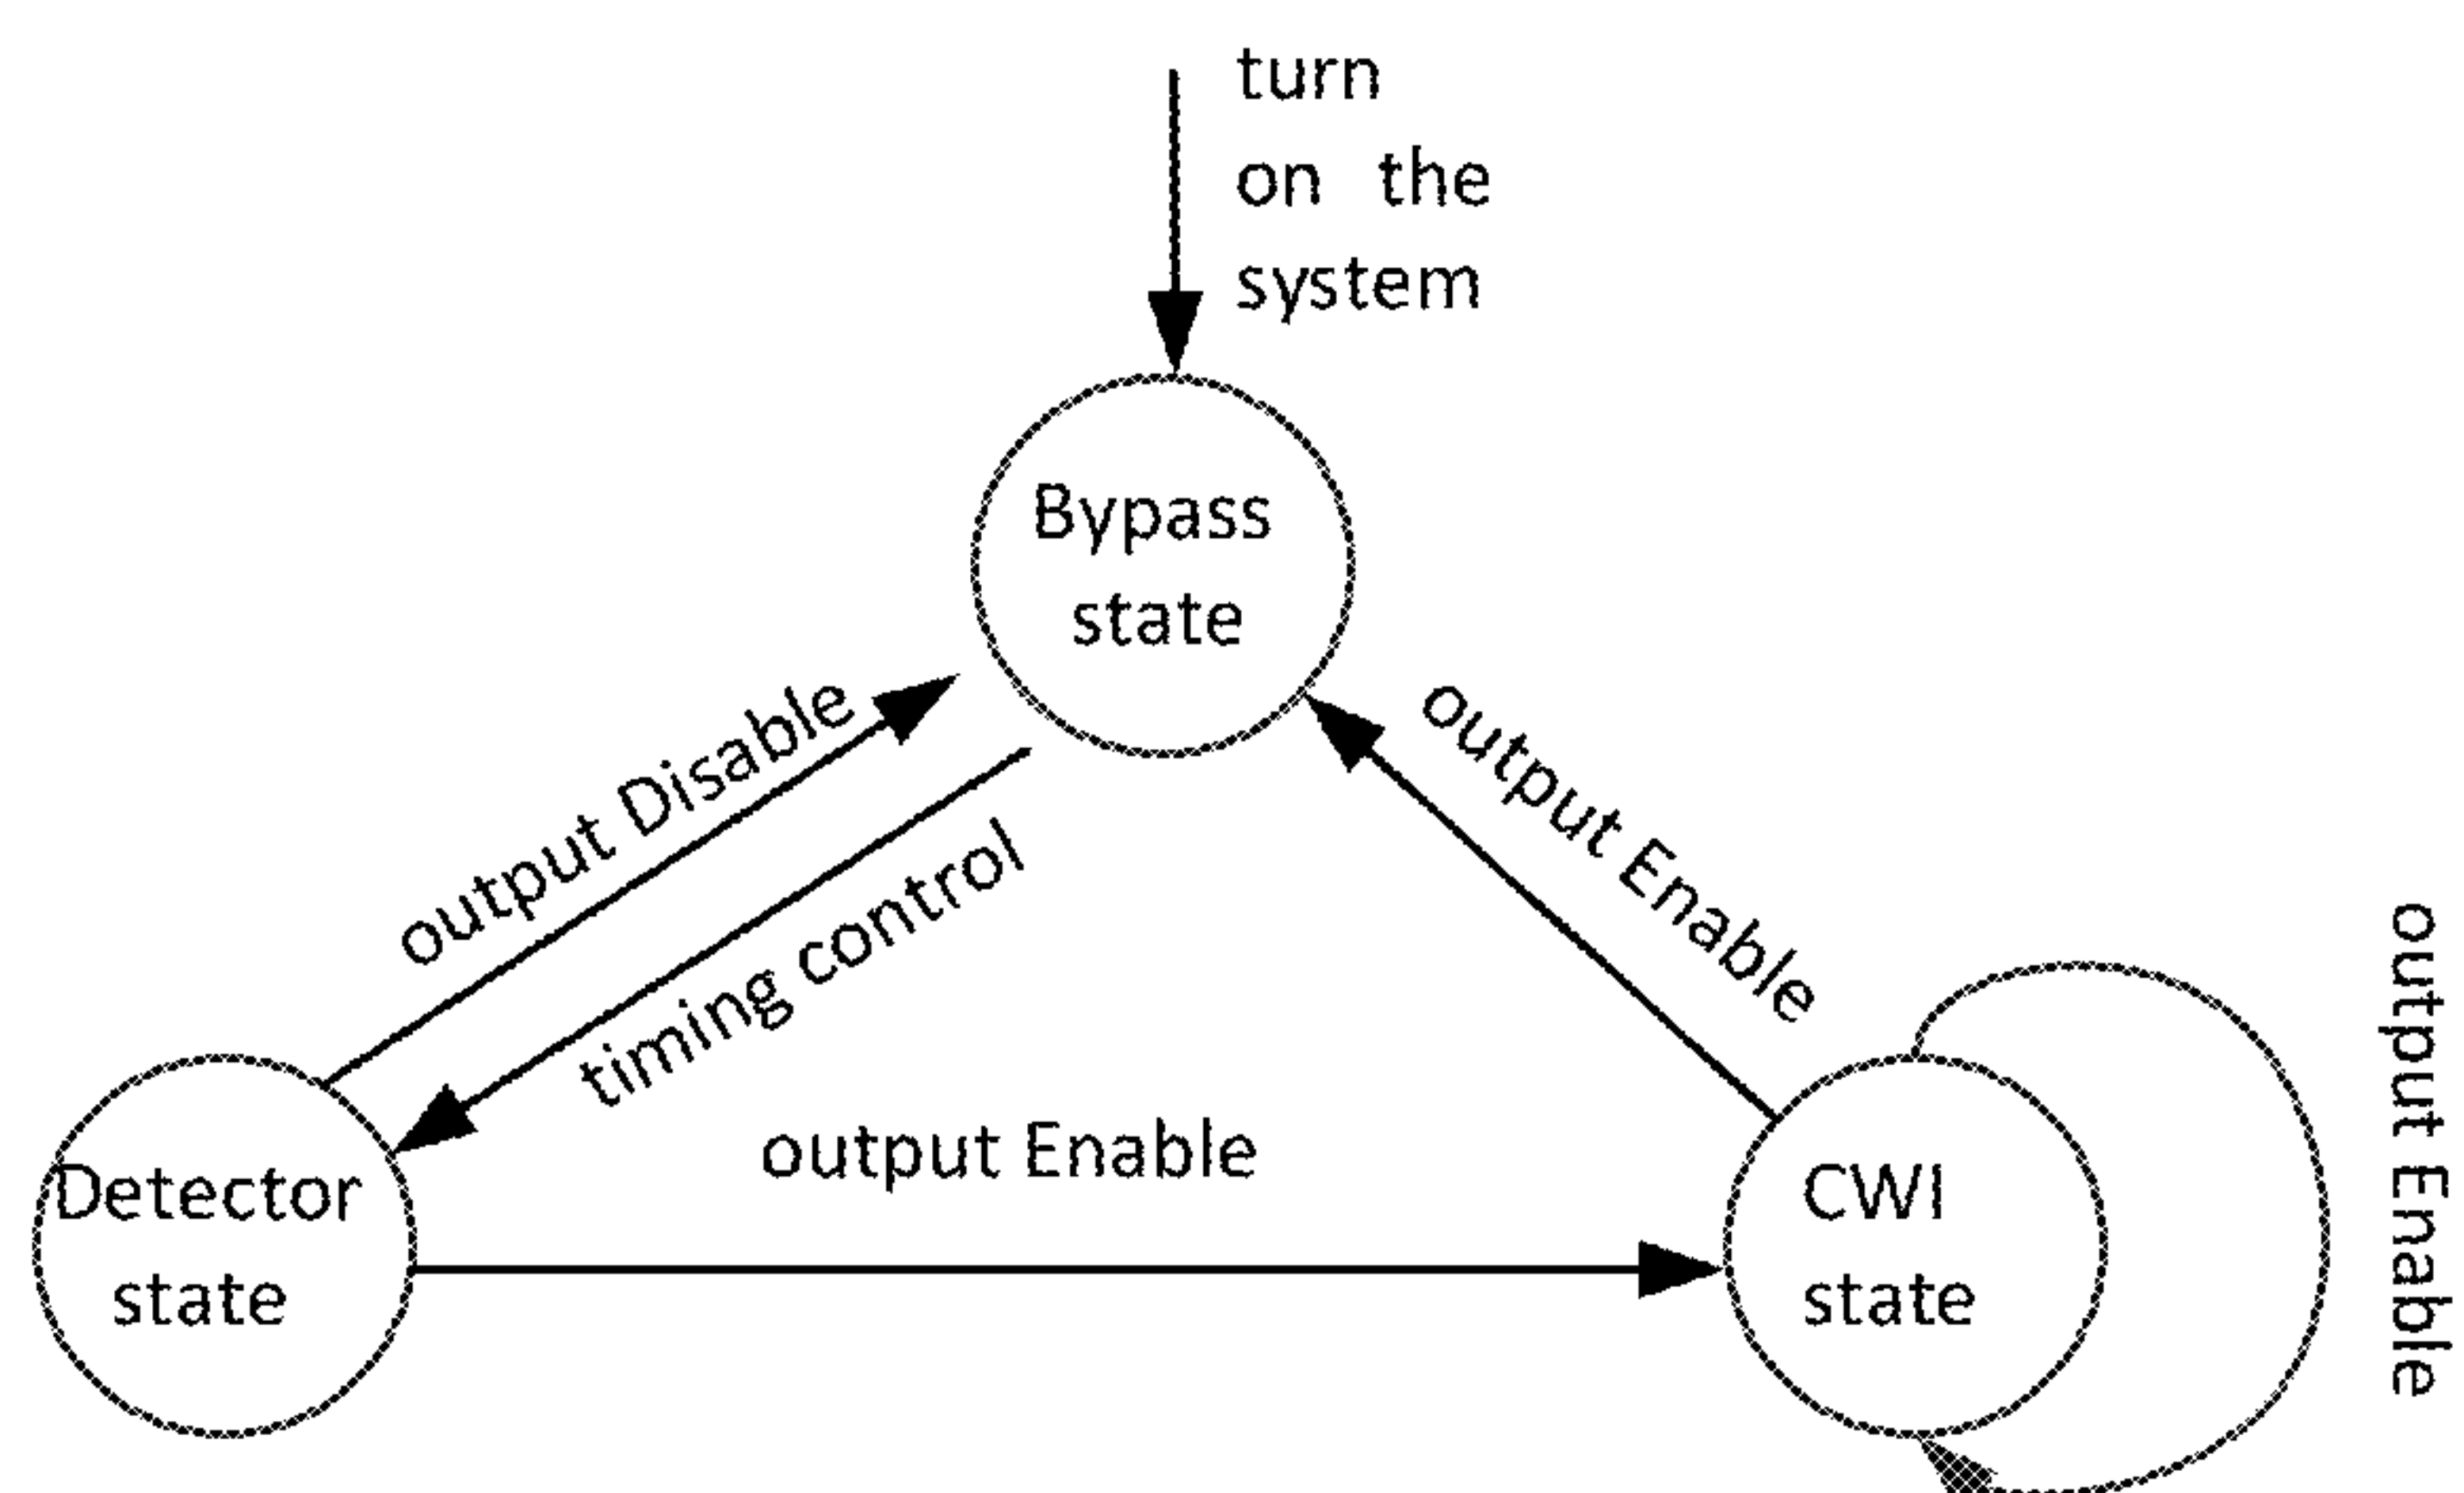 turn
on the
system
Bypass
state
output Disable
timing control
output Enable
output Enable
output Enable
Detector
state
CWI
state